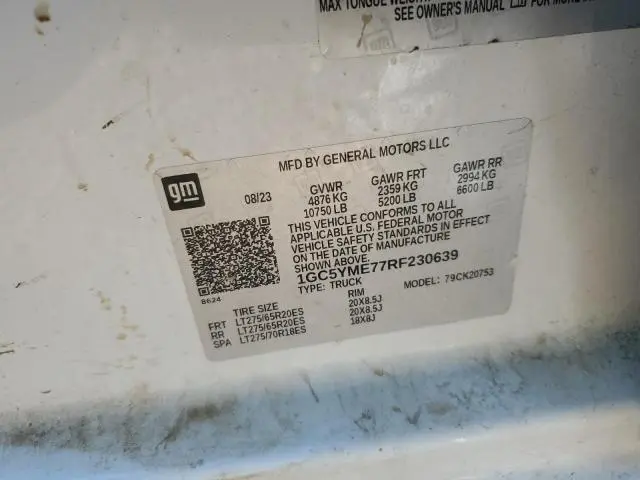 MAX TONGUE WEIGHT
SEE OWNER'S MANUAL FOR MORE
MFD BY GENERAL MOTORS LLC
gm
08/23
GVWR GAWR FRT GAWR RR
4876 KG 2359 KG 2994 KG
10750 LB 5200 LB 6600 LB
THIS VEHICLE CONFORMS TO ALL
APPLICABLE U.S. FEDERAL MOTOR
VEHICLE SAFETY STANDARDS IN EFFECT
ON THE DATE OF MANUFACTURE
SHOWN ABOVE.
1GC5YME77RF230639
TYPE: TRUCK MODEL: 79CK20753
8624
TIRE SIZE RIM
FRT LT275/65R20ES 20X8.5J
RR LT275/65R20ES 20X8.5J
SPA LT275/70R18ES 18X8J